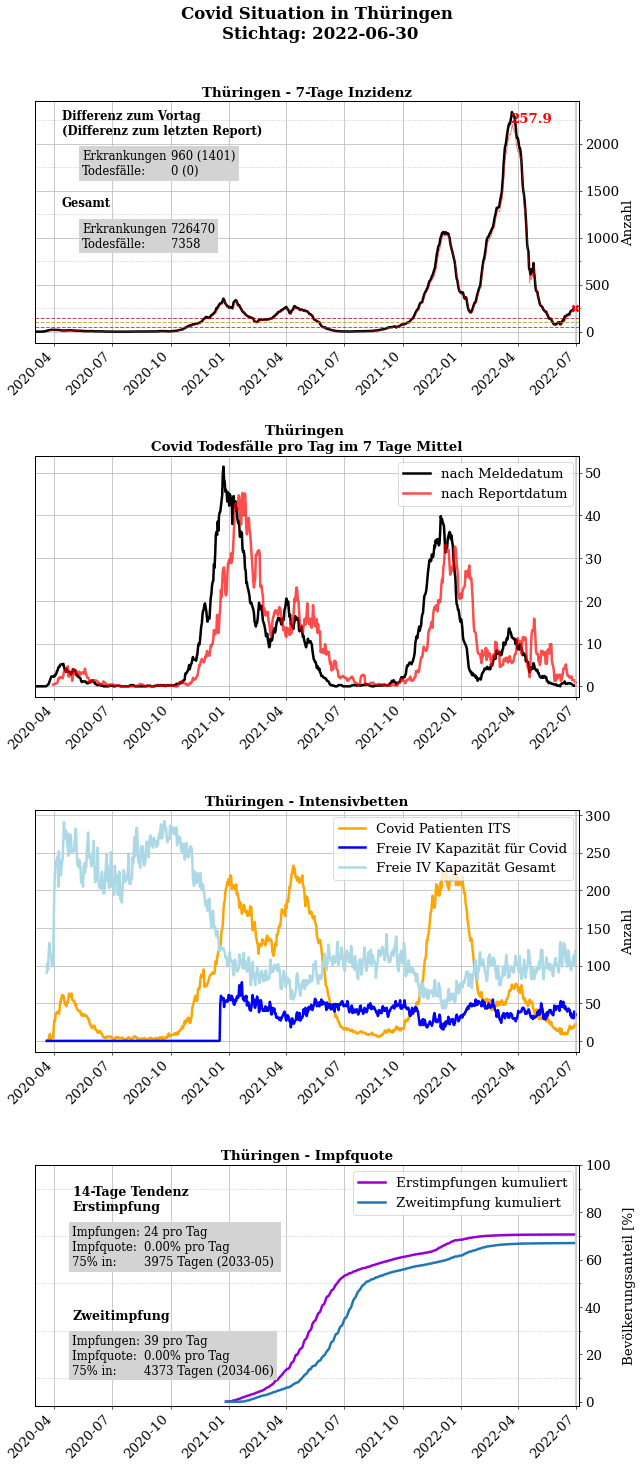 Covid Situation in Thüringen
Stichtag: 2022-06-30
Thüringen - 7-Tage Inzidenz
Differenz zum Vortag
(Differenz zum letzten Report)
Erkrankungen 960 (1401)
Todesfälle: 0 (0)
Gesamt
Erkrankungen 726470
Todesfälle: 7358
257.9
2000
1500
1000
500
0
Anzahl
2020-04
2020-07
2020-10
2021-01
2021-04
2021-07
2021-10
2022-01
2022-04
2022-07
Thüringen
Covid Todesfälle pro Tag im 7 Tage Mittel
nach Meldedatum
nach Reportdatum
50
40
30
20
10
0
2020-04
2020-07
2020-10
2021-01
2021-04
2021-07
2021-10
2022-01
2022-04
2022-07
Thüringen - Intensivbetten
Covid Patienten ITS
Freie IV Kapazität für Covid
Freie IV Kapazität Gesamt
300
250
200
150
100
50
0
Anzahl
2020-04
2020-07
2020-10
2021-01
2021-04
2021-07
2021-10
2022-01
2022-04
2022-07
Thüringen - Impfquote
14-Tage Tendenz
Erstimpfung
Impfungen: 24 pro Tag
Impfquote: 0.00% pro Tag
75% in: 3975 Tagen (2033-05)
Zweitimpfung
Impfungen: 39 pro Tag
Impfquote: 0.00% pro Tag
75% in: 4373 Tagen (2034-06)
Erstimpfungen kumuliert
Zweitimpfung kumuliert
100
80
60
40
20
0
Bevölkerungsanteil [%]
2020-04
2020-07
2020-10
2021-01
2021-04
2021-07
2021-10
2022-01
2022-04
2022-07